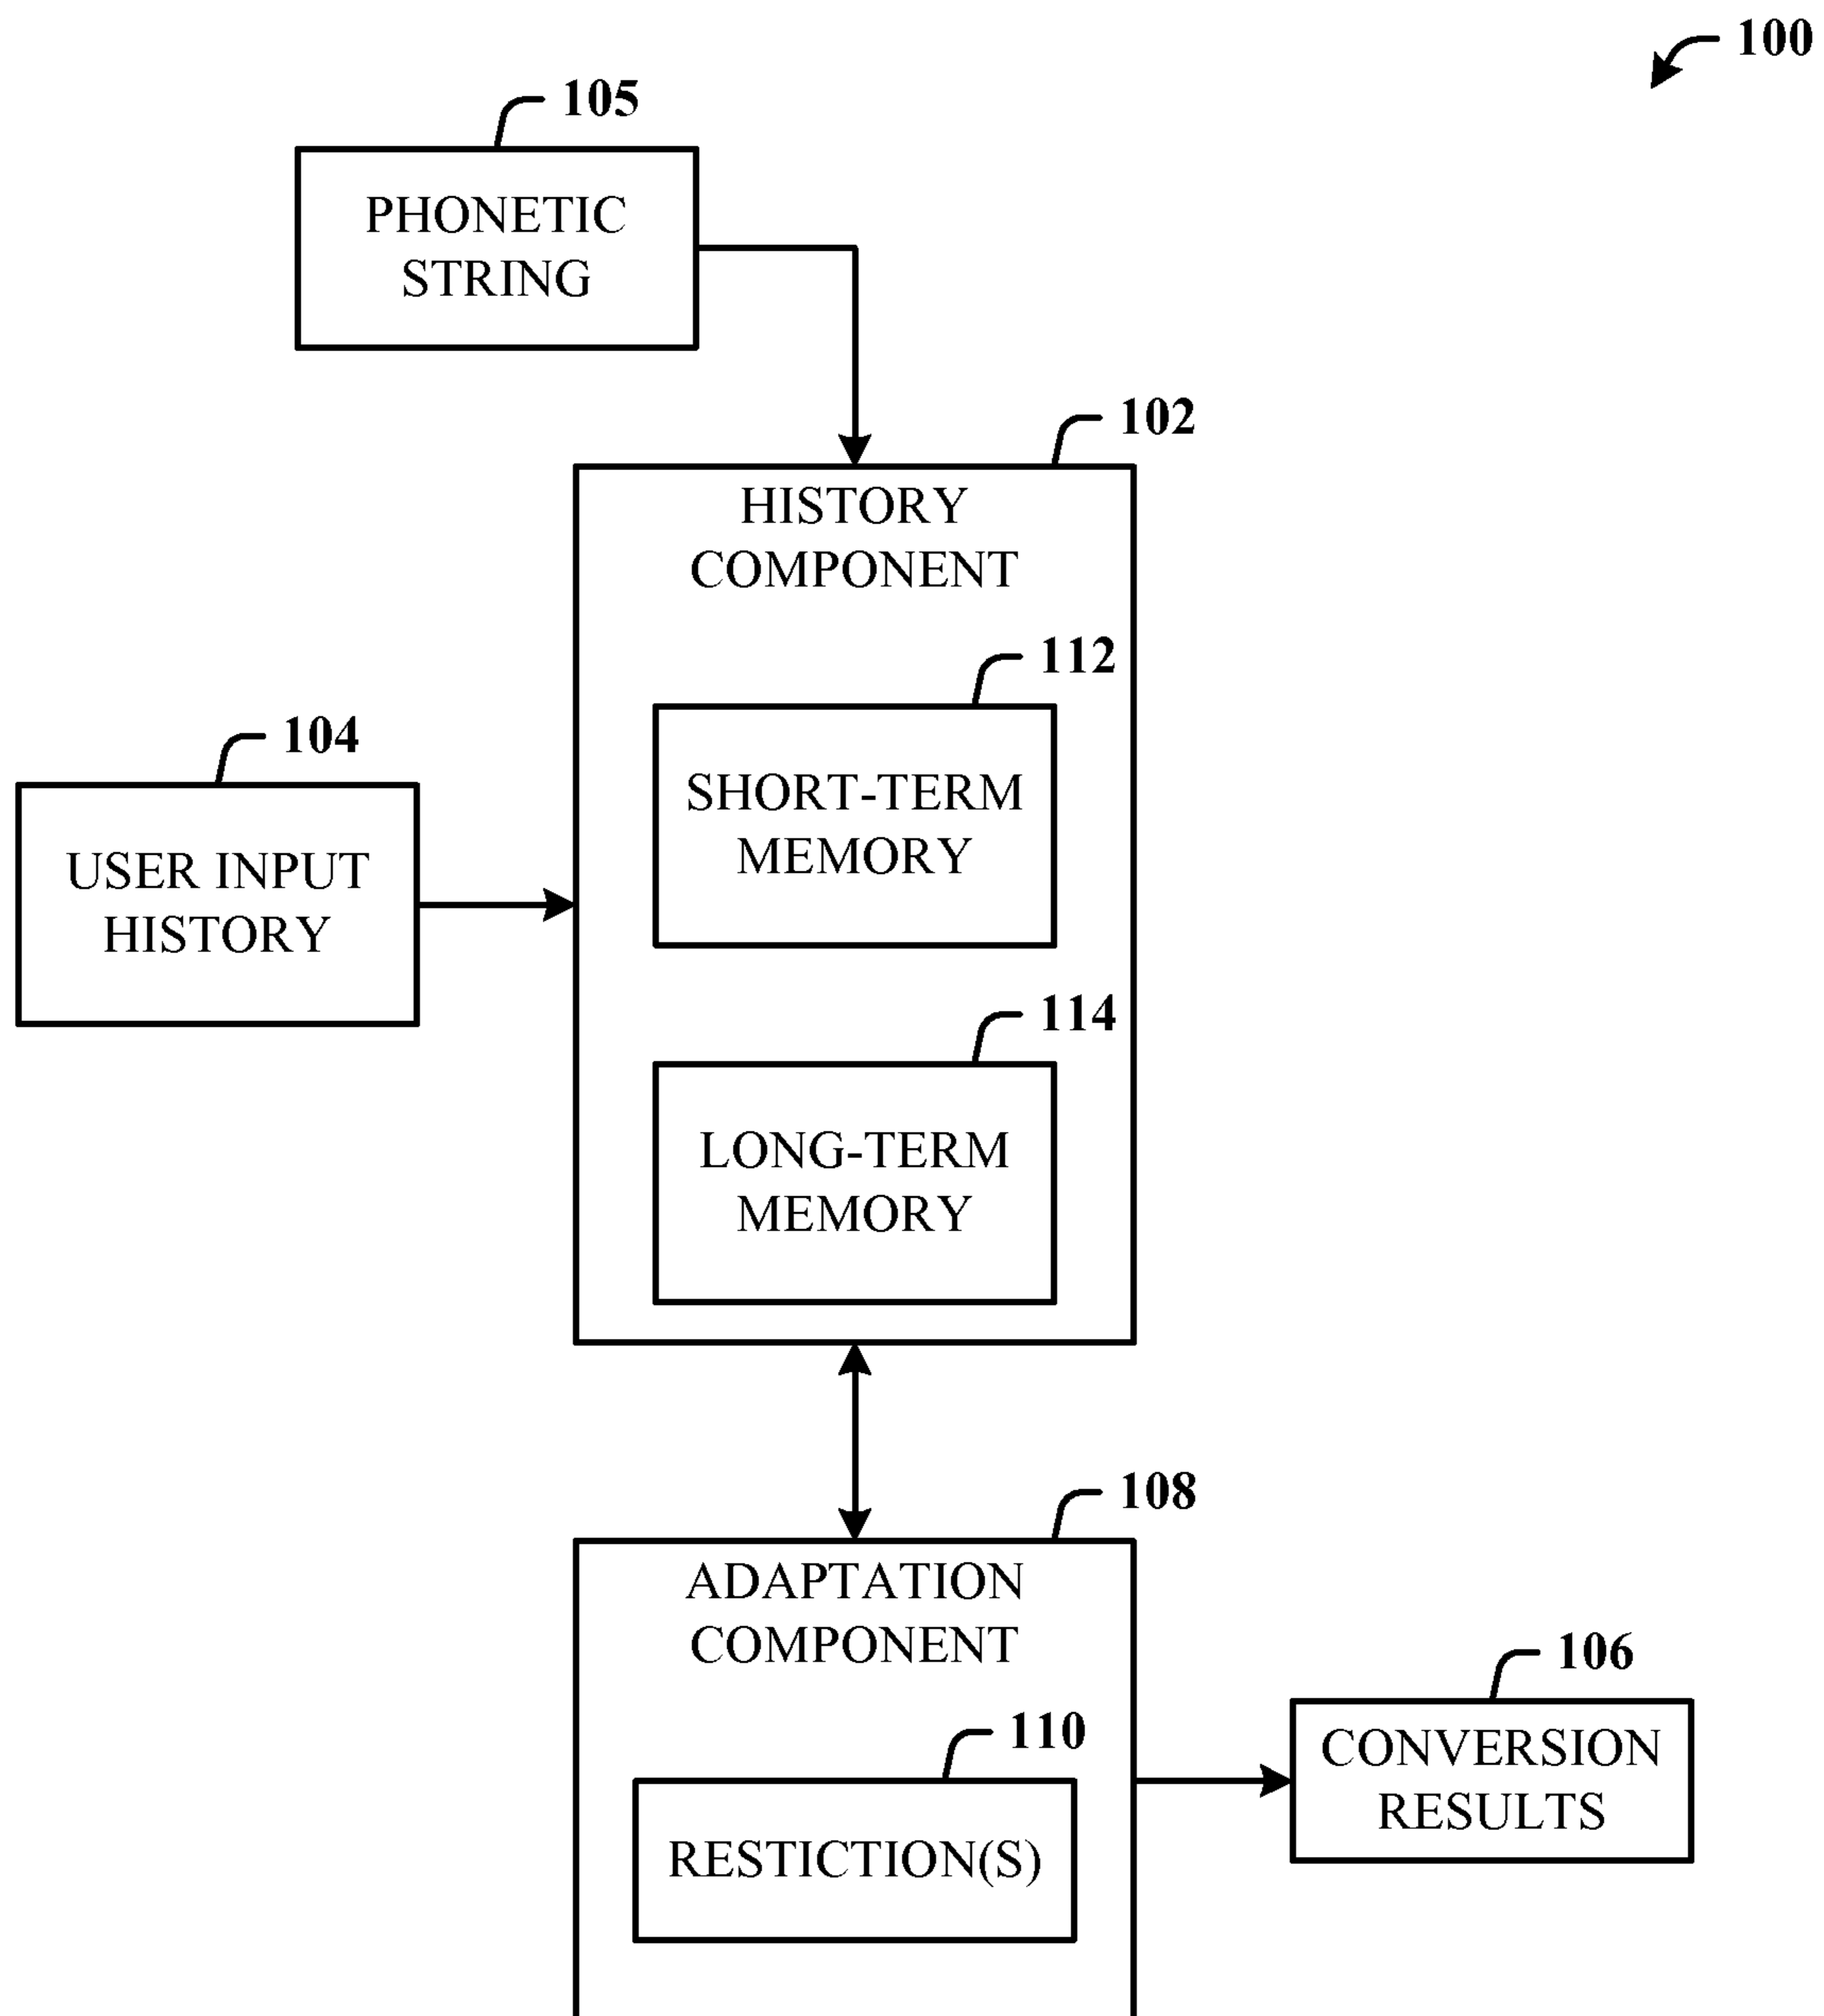 100
105
PHONETIC
STRING
102
HISTORY
COMPONENT
112
SHORT-TERM
MEMORY
104
USER INPUT
HISTORY
114
LONG-TERM
MEMORY
108
ADAPTATION
COMPONENT
106
CONVERSION
RESULTS
110
RESTICTION(S)